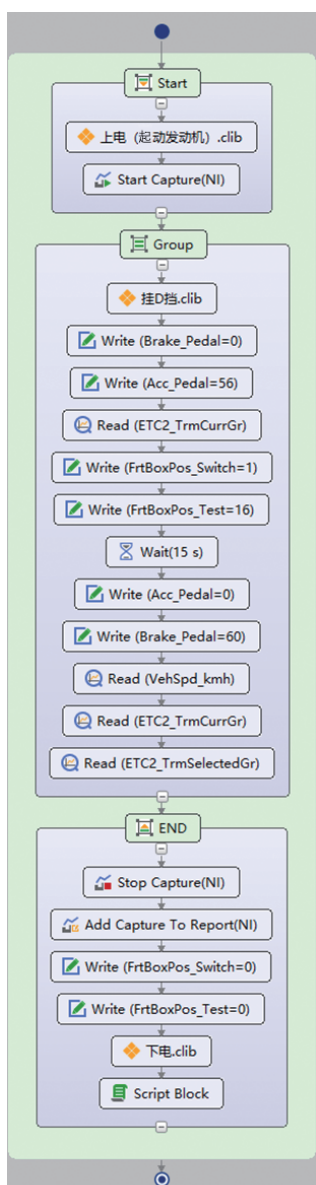 Start
上电（起动发动机）.clib
Start Capture(NI)
Group
挂D挡.clib
Write (Brake_Pedal=0)
Write (Acc_Pedal=56)
Read (ETC2_TrmCurrGr)
Write (FrtBoxPos_Switch=1)
Write (FrtBoxPos_Test=16)
Wait(15 s)
Write (Acc_Pedal=0)
Write (Brake_Pedal=60)
Read (VehSpd_kmh)
Read (ETC2_TrmCurrGr)
Read (ETC2_TrmSelectedGr)
END
Stop Capture(NI)
Add Capture To Report(NI)
Write (FrtBoxPos_Switch=0)
Write (FrtBoxPos_Test=0)
下电.clib
Script Block